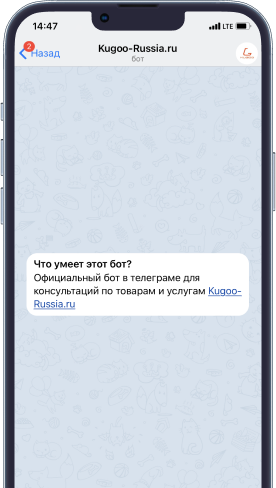 14:47
LTE
2
Назад
Kugoo-Russia.ru
бот
Что умеет этот бот?
Официальный бот в телеграме для
консультаций по товарам и услугам Kugoo-
Russia.ru